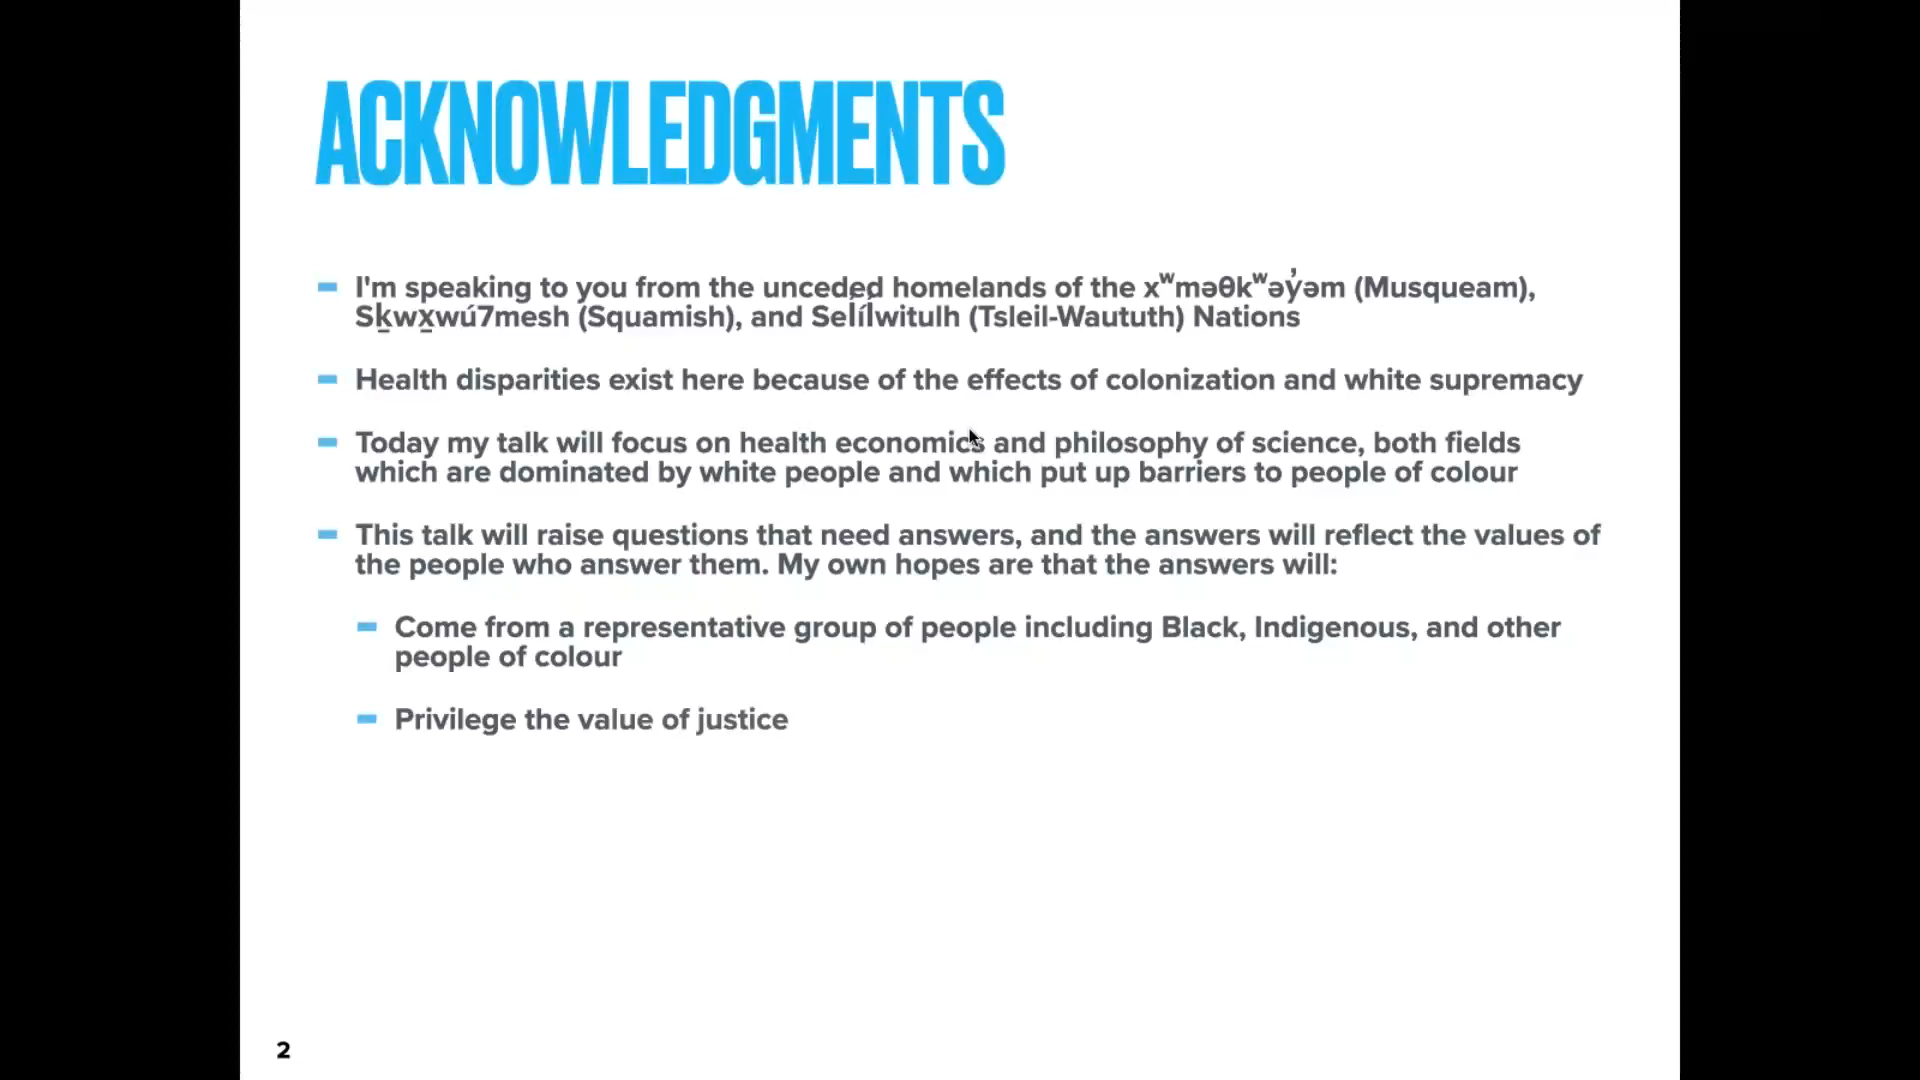 ACKNOWLEDGMENTS
I'm speaking to you from the unceded homelands of the xʷməθkʷəy̓əm (Musqueam),
Sḵwx̱wú7mesh (Squamish), and Sel̓íl̓witulh (Tsleil-Waututh) Nations
Health disparities exist here because of the effects of colonization and white supremacy
Today my talk will focus on health economics and philosophy of science, both fields
which are dominated by white people and which put up barriers to people of colour
This talk will raise questions that need answers, and the answers will reflect the values of
the people who answer them. My own hopes are that the answers will:
Come from a representative group of people including Black, Indigenous, and other
people of colour
Privilege the value of justice
2